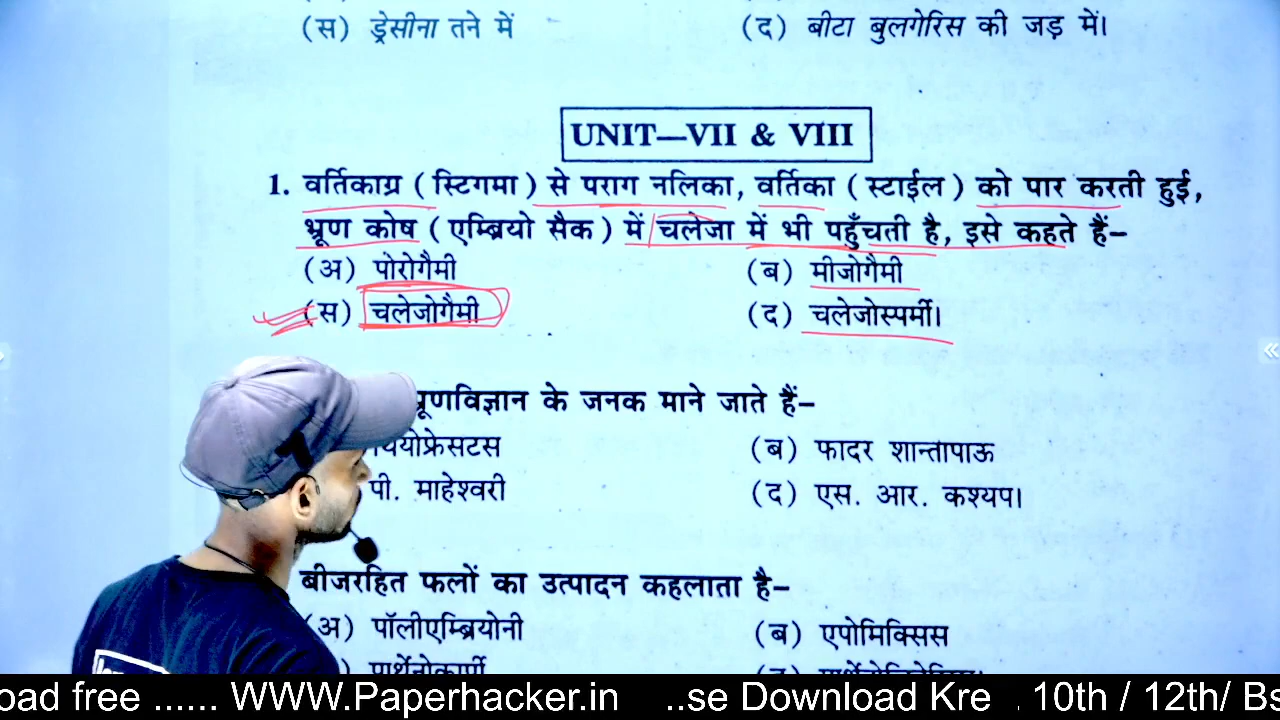 (स) ड्रेसीना तने में (द) बीटा बुलगेरिस की जड़ में।
UNIT—VII & VIII
1. वर्तिकाग्र (स्टिगमा) से पराग नलिका, वर्तिका (स्टाईल) को पार करती हुई,
भ्रूण कोष (एम्ब्रियो सैक) में चलेजा में भी पहुँचती है, इसे कहते हैं–
(अ) पोरोगैमी (ब) मीजोगैमी
(स) चलेजोगैमी (द) चलेजोस्पर्मी।
भ्रूणविज्ञान के जनक माने जाते हैं–
थियोफ्रेसटस (ब) फादर शान्तापाऊ
पी. माहेश्वरी (द) एस. आर. कश्यप।
बीजरहित फलों का उत्पादन कहलाता है–
(अ) पॉलीएम्ब्रियोनी (ब) एपोमिक्सिस
पार्थेनोकार्पी
oad free ...... WWW.Paperhacker.in ..se Download Kre . 10th / 12th/ Bs